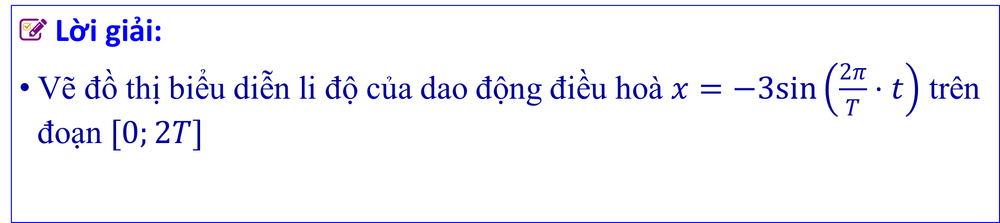 Lời giải:
• Vẽ đồ thị biểu diễn li độ của dao động điều hoà x = −3sin(2π/T · t) trên
đoạn [0; 2T]